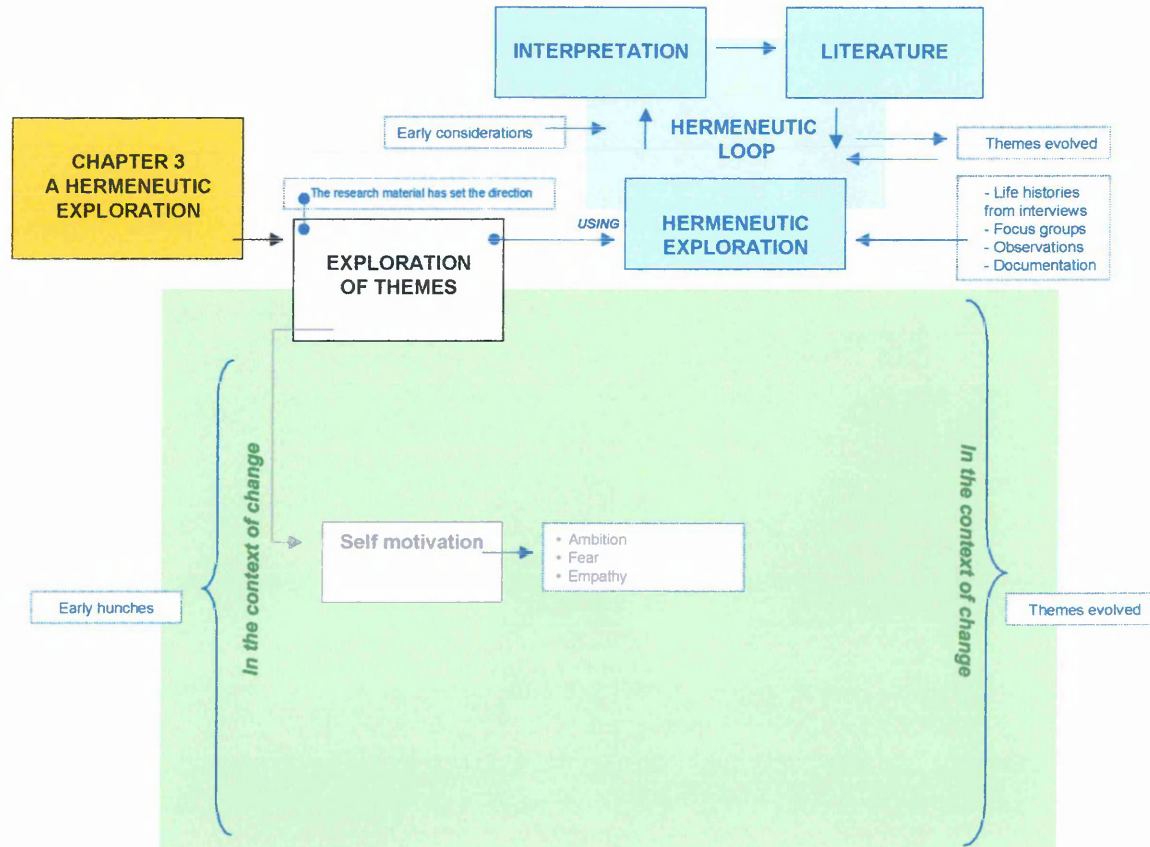 INTERPRETATION
LITERATURE
Early considerations
HERMENEUTIC
LOOP
Themes evolved
CHAPTER 3
A HERMENEUTIC
EXPLORATION
The research material has set the direction
- Life histories
from interviews
- Focus groups
- Observations
- Documentation
USING
HERMENEUTIC
EXPLORATION
EXPLORATION
OF THEMES
In the context of change
In the context of change
Self motivation
• Ambition
• Fear
• Empathy
Early hunches
Themes evolved